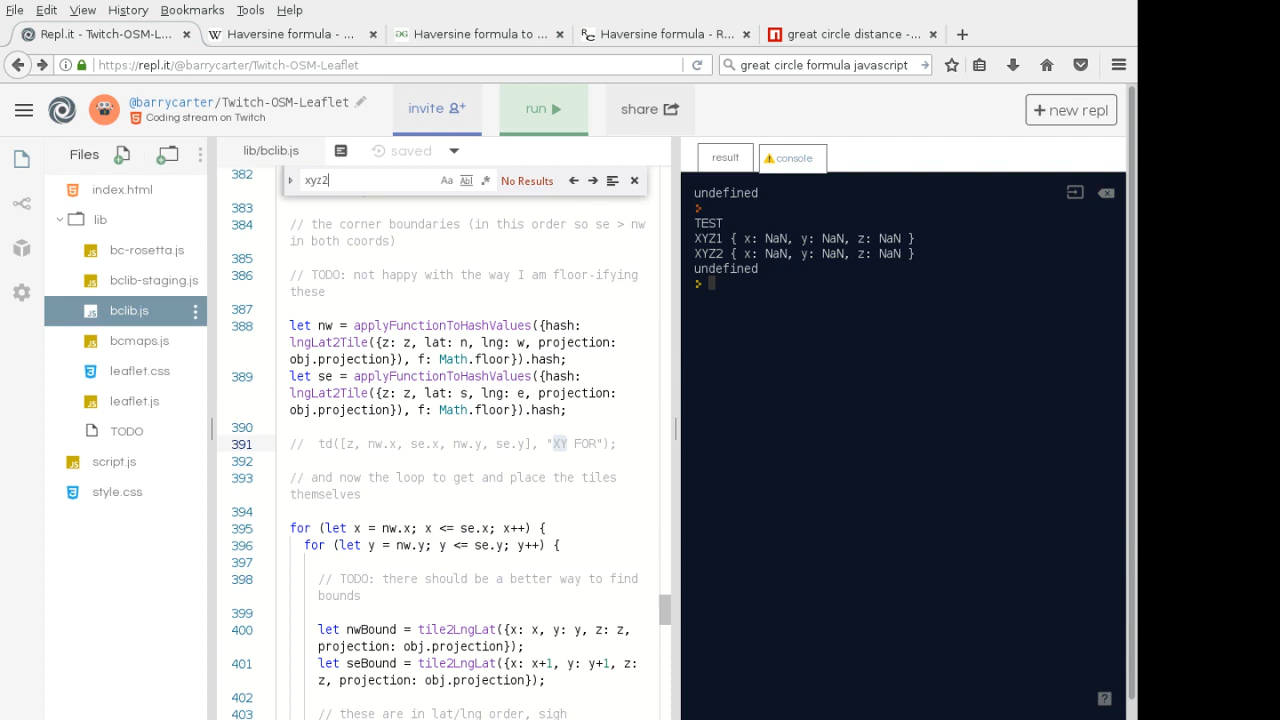 File Edit View History Bookmarks Tools Help
Repl.it - Twitch-OSM-L... × Haversine formula - ... × Haversine formula to ... × Haversine formula - R... × great circle distance -... × +
https://repl.it/@barrycarter/Twitch-OSM-Leaflet
great circle formula javascript
@barrycarter/Twitch-OSM-Leaflet
Coding stream on Twitch
invite
run
share
+ new repl
Files
index.html
lib
bc-rosetta.js
bclib-staging.js
bclib.js
bcmaps.js
leaflet.css
leaflet.js
TODO
script.js
style.css
lib/bclib.js
saved
xyz2
Aa Abl .*
No Results
382
383
384 // the corner boundaries (in this order so se > nw
in both coords)
385
386 // TODO: not happy with the way I am floor-ifying
these
387
388 let nw = applyFunctionToHashValues({hash:
lngLat2Tile({z: z, lat: n, lng: w, projection:
obj.projection}), f: Math.floor}).hash;
389 let se = applyFunctionToHashValues({hash:
lngLat2Tile({z: z, lat: s, lng: e, projection:
obj.projection}), f: Math.floor}).hash;
390
391 //  td([z, nw.x, se.x, nw.y, se.y], "XY FOR");
392
393 // and now the loop to get and place the tiles
themselves
394
395 for (let x = nw.x; x <= se.x; x++) {
396 for (let y = nw.y; y <= se.y; y++) {
397
398 // TODO: there should be a better way to find
bounds
399
400 let nwBound = tile2LngLat({x: x, y: y, z: z,
projection: obj.projection});
401 let seBound = tile2LngLat({x: x+1, y: y+1, z:
z, projection: obj.projection});
402
403 // these are in lat/lng order, sigh
result
console
undefined
>
TEST
XYZ1 { x: NaN, y: NaN, z: NaN }
XYZ2 { x: NaN, y: NaN, z: NaN }
undefined
>
?